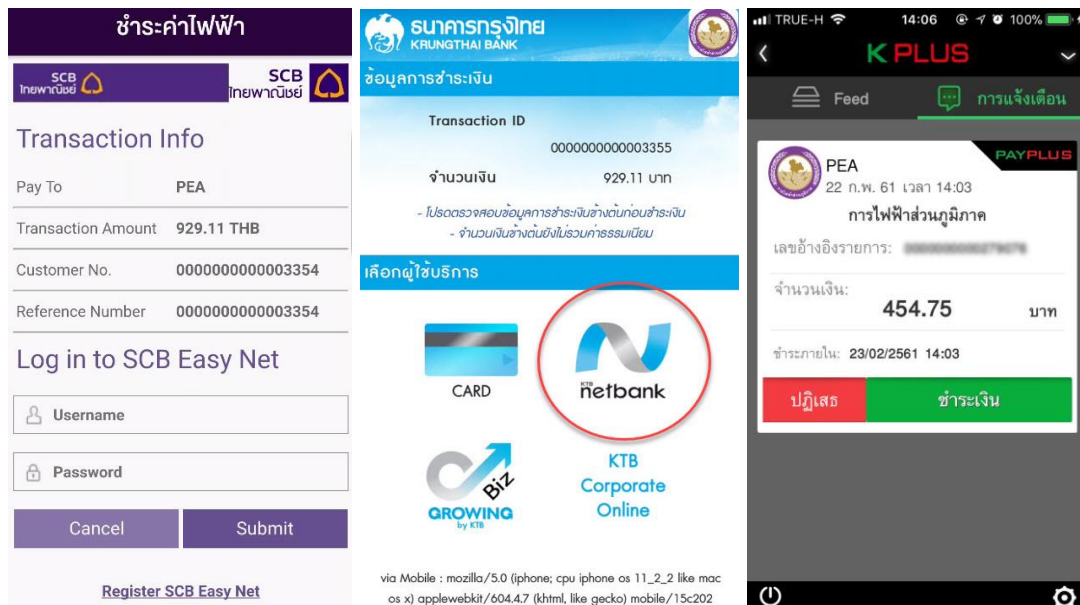 ชำระค่าไฟฟ้า
SCB
ไทยพาณิชย์
SCB
ไทยพาณิชย์
Transaction Info
Pay To PEA
Transaction Amount 929.11 THB
Customer No. 0000000000003354
Reference Number 0000000000003354
Log in to SCB Easy Net
Username
Password
Cancel Submit
Register SCB Easy Net
ธนาคารกรุงไทย
KRUNGTHAI BANK
ข้อมูลการชำระเงิน
Transaction ID
0000000000003355
จำนวนเงิน 929.11 บาท
- โปรดตรวจสอบข้อมูลการชำระเงินข้างต้นก่อนชำระเงิน
- จำนวนเงินข้างต้นยังไม่รวมค่าธรรมเนียม
เลือกผู้ใช้บริการ
CARD
KTB
netbank
Biz
GROWING
by KTB
KTB
Corporate
Online
via Mobile : mozilla/5.0 (iphone; cpu iphone os 11_2_2 like mac
os x) applewebkit/604.4.7 (khtml, like gecko) mobile/15c202
TRUE-H 14:06 100%
K PLUS
Feed การแจ้งเตือน
PAYPLUS
PEA
22 ก.พ. 61 เวลา 14:03
การไฟฟ้าส่วนภูมิภาค
เลขอ้างอิงรายการ:
จำนวนเงิน:
454.75 บาท
ชำระภายใน: 23/02/2561 14:03
ปฏิเสธ ชำระเงิน